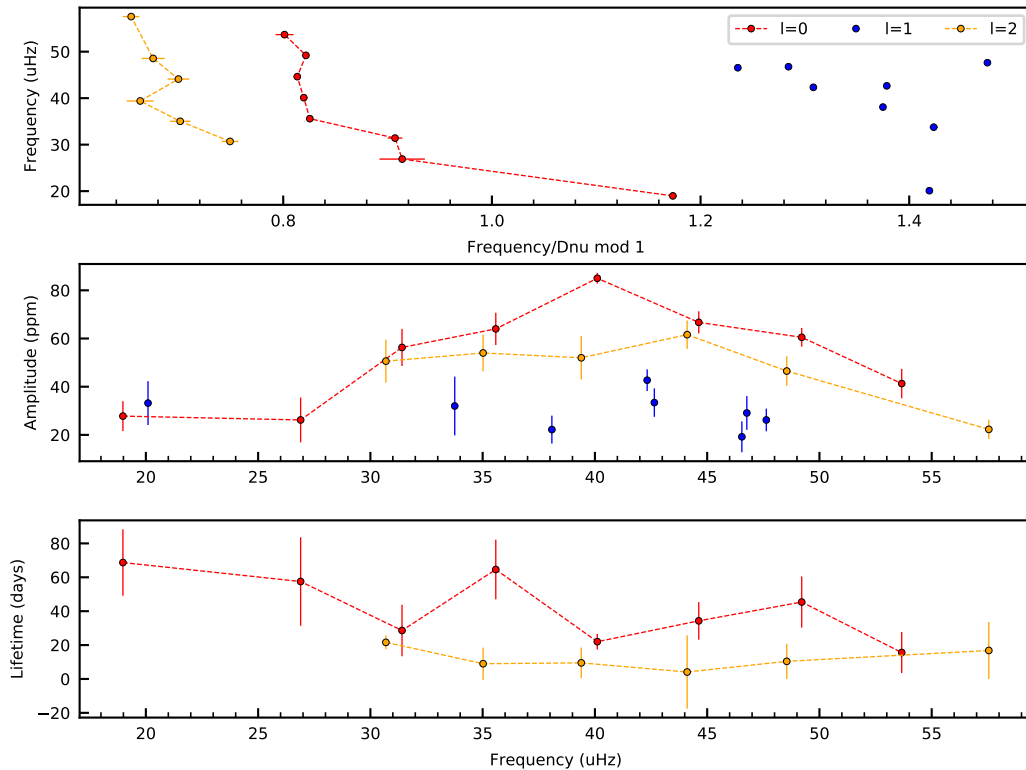 l=0 l=1 l=2
Frequency (uHz)
50
40
30
20
0.8 1.0 1.2 1.4
Frequency/Dnu mod 1
Amplitude (ppm)
80
60
40
20
20 25 30 35 40 45 50 55
Lifetime (days)
80
60
40
20
0
−20
20 25 30 35 40 45 50 55
Frequency (uHz)